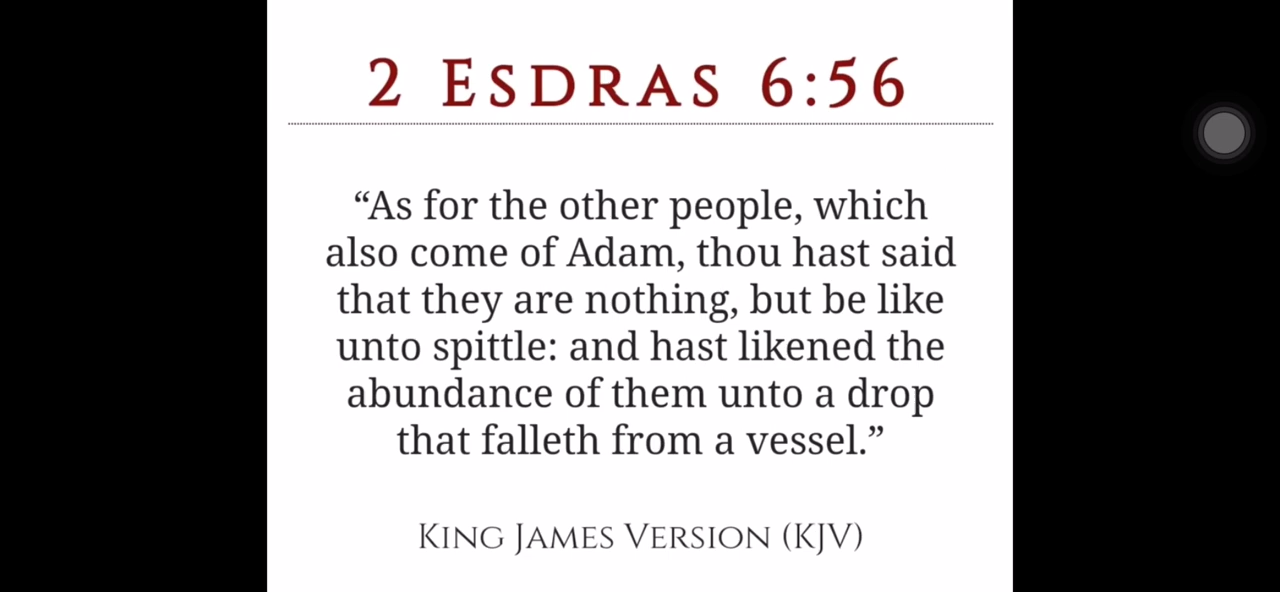 2 Esdras 6:56
“As for the other people, which
also come of Adam, thou hast said
that they are nothing, but be like
unto spittle: and hast likened the
abundance of them unto a drop
that falleth from a vessel.”
King James Version (KJV)